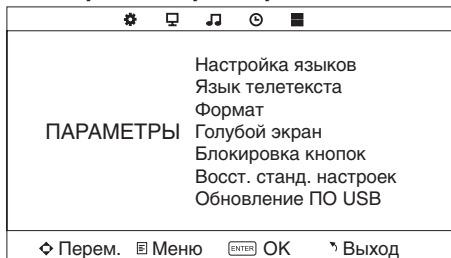 Настройка языков
Язык телетекста
Формат
ПАРАМЕТРЫ Голубой экран
Блокировка кнопок
Восст. станд. настроек
Обновление ПО USB
Перем. Меню ENTER OK Выход